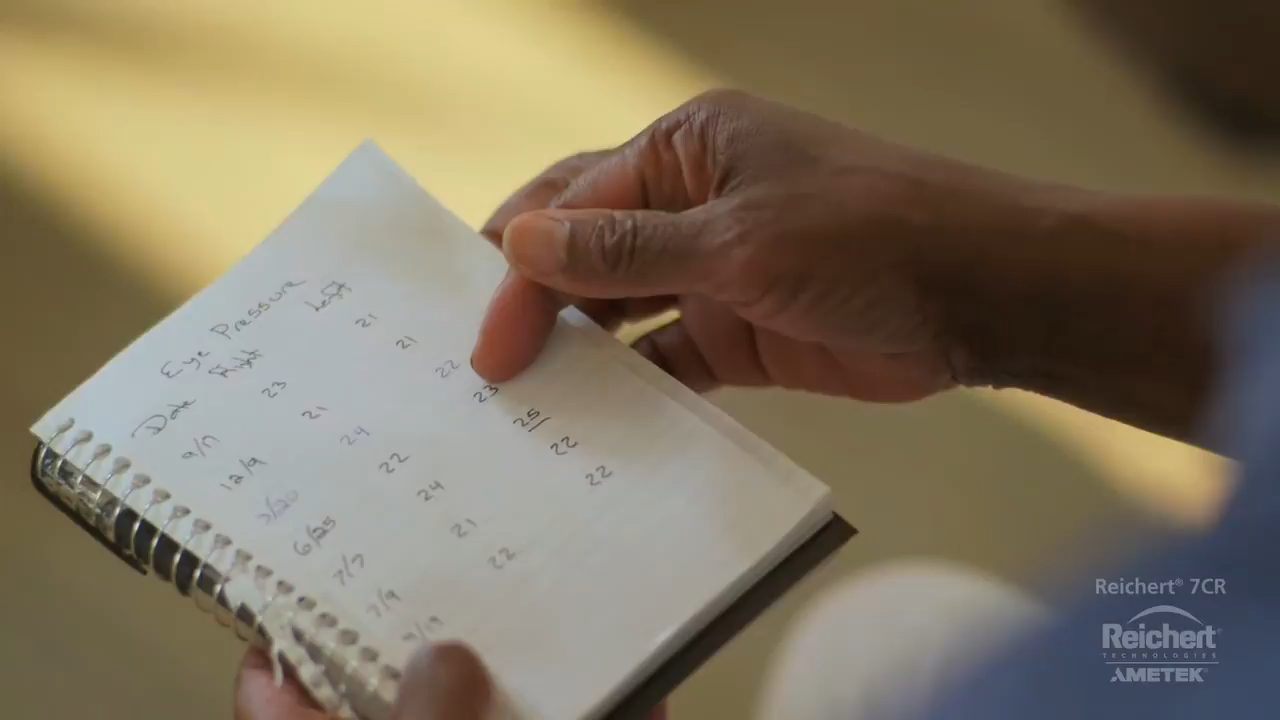 Eye Pressure
Date Right Left
23 21
12/9 21 21
3/20 24 22
6/25 22 23
7/7 24 25
7/9 21 22
22 22
Reichert® 7CR
Reichert®
TECHNOLOGIES
AMETEK®